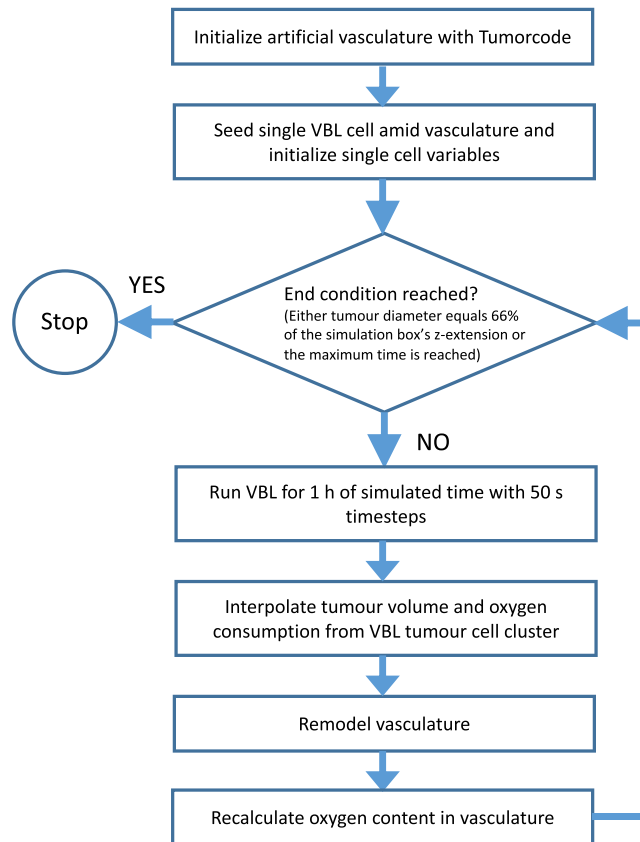 Initialize artificial vasculature with Tumorcode
Seed single VBL cell amid vasculature and
initialize single cell variables
YES
Stop
End condition reached?
(Either tumour diameter equals 66%
of the simulation box's z-extension or
the maximum time is reached)
NO
Run VBL for 1 h of simulated time with 50 s
timesteps
Interpolate tumour volume and oxygen
consumption from VBL tumour cell cluster
Remodel vasculature
Recalculate oxygen content in vasculature